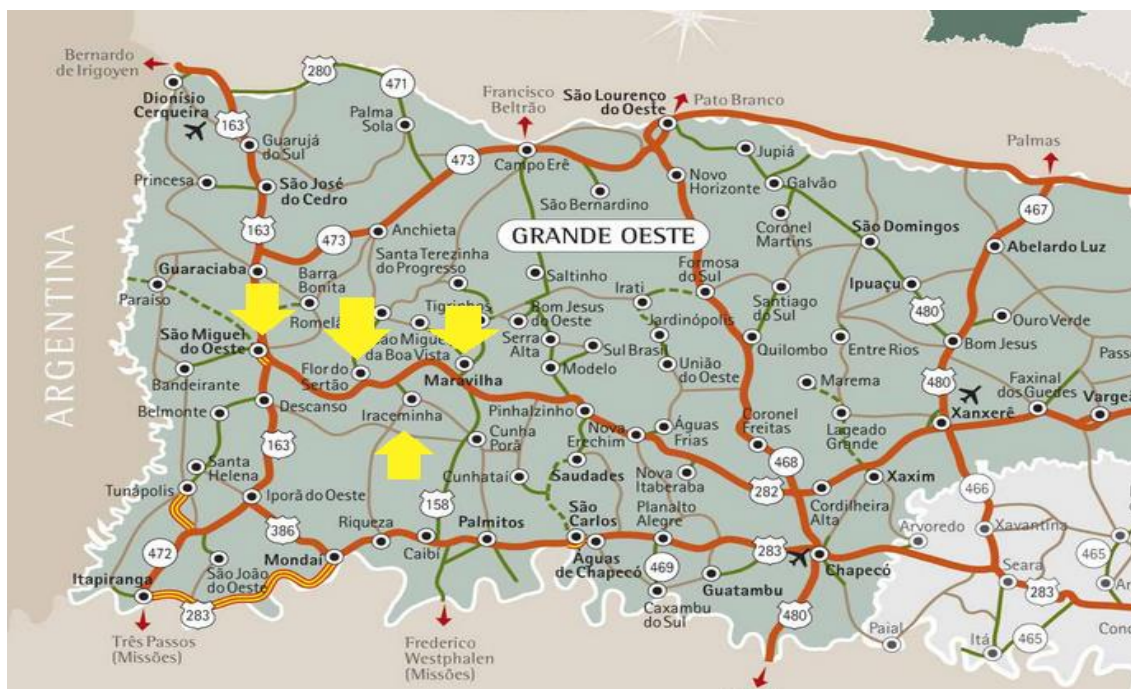 Bernardo
de Irigoyen
280
471
Francisco
Beltrão
São Lourenço
do Oeste
Pato Branco
Palmas
Dionísio
Cerqueira
163
Guarujá
do Sul
Palma
Sola
473
Campo Erê
Jupiá
Princesa
São José
do Cedro
Novo
Horizonte
Galvão
São Bernardino
467
163
473
Anchieta
GRANDE OESTE
Coronel
Martins
São Domingos
Abelardo Luz
ARGENTINA
Guaraciaba
Barra
Bonita
Santa Terezinha
do Progresso
Saltinho
Formosa
do Sul
Ipuaçu
Paraíso
Irati
Santiago
do Sul
480
Ouro Verde
Bom Jesus
do Oeste
Jardinópolis
São Miguel
do Oeste
da Boa Vista
Serra
Alta
Sul Brasil
Quilombo
Entre Rios
Bom Jesus
Flor do
Sertão
Maravilha
Modelo
União
do Oeste
Marema
480
Faxinal
dos Guedes
Bandeirante
Belmonte
Descanso
Iraceminha
Pinhalzinho
Coronel
Freitas
Lageado
Grande
Xanxerê
163
Cunha
Porã
Nova
Erechim
Águas
Frias
Santa
Helena
Cunhataí
Saudades
Nova
Itaberaba
468
Xaxim
Tunápolis
Iporã do Oeste
158
282
Cordilheira
Alta
466
386
Riqueza
Palmitos
São
Carlos
Planalto
Alegre
Arvoredo
Xavantina
472
Mondaí
Caibí
283
Chapecó
465
Itapiranga
São João
do Oeste
Águas
de Chapecó
469
Guatambu
Seara
283
283
Caxambu
do Sul
480
Paial
Itá
465
Três Passos
(Missões)
Frederico
Westphalen
(Missões)